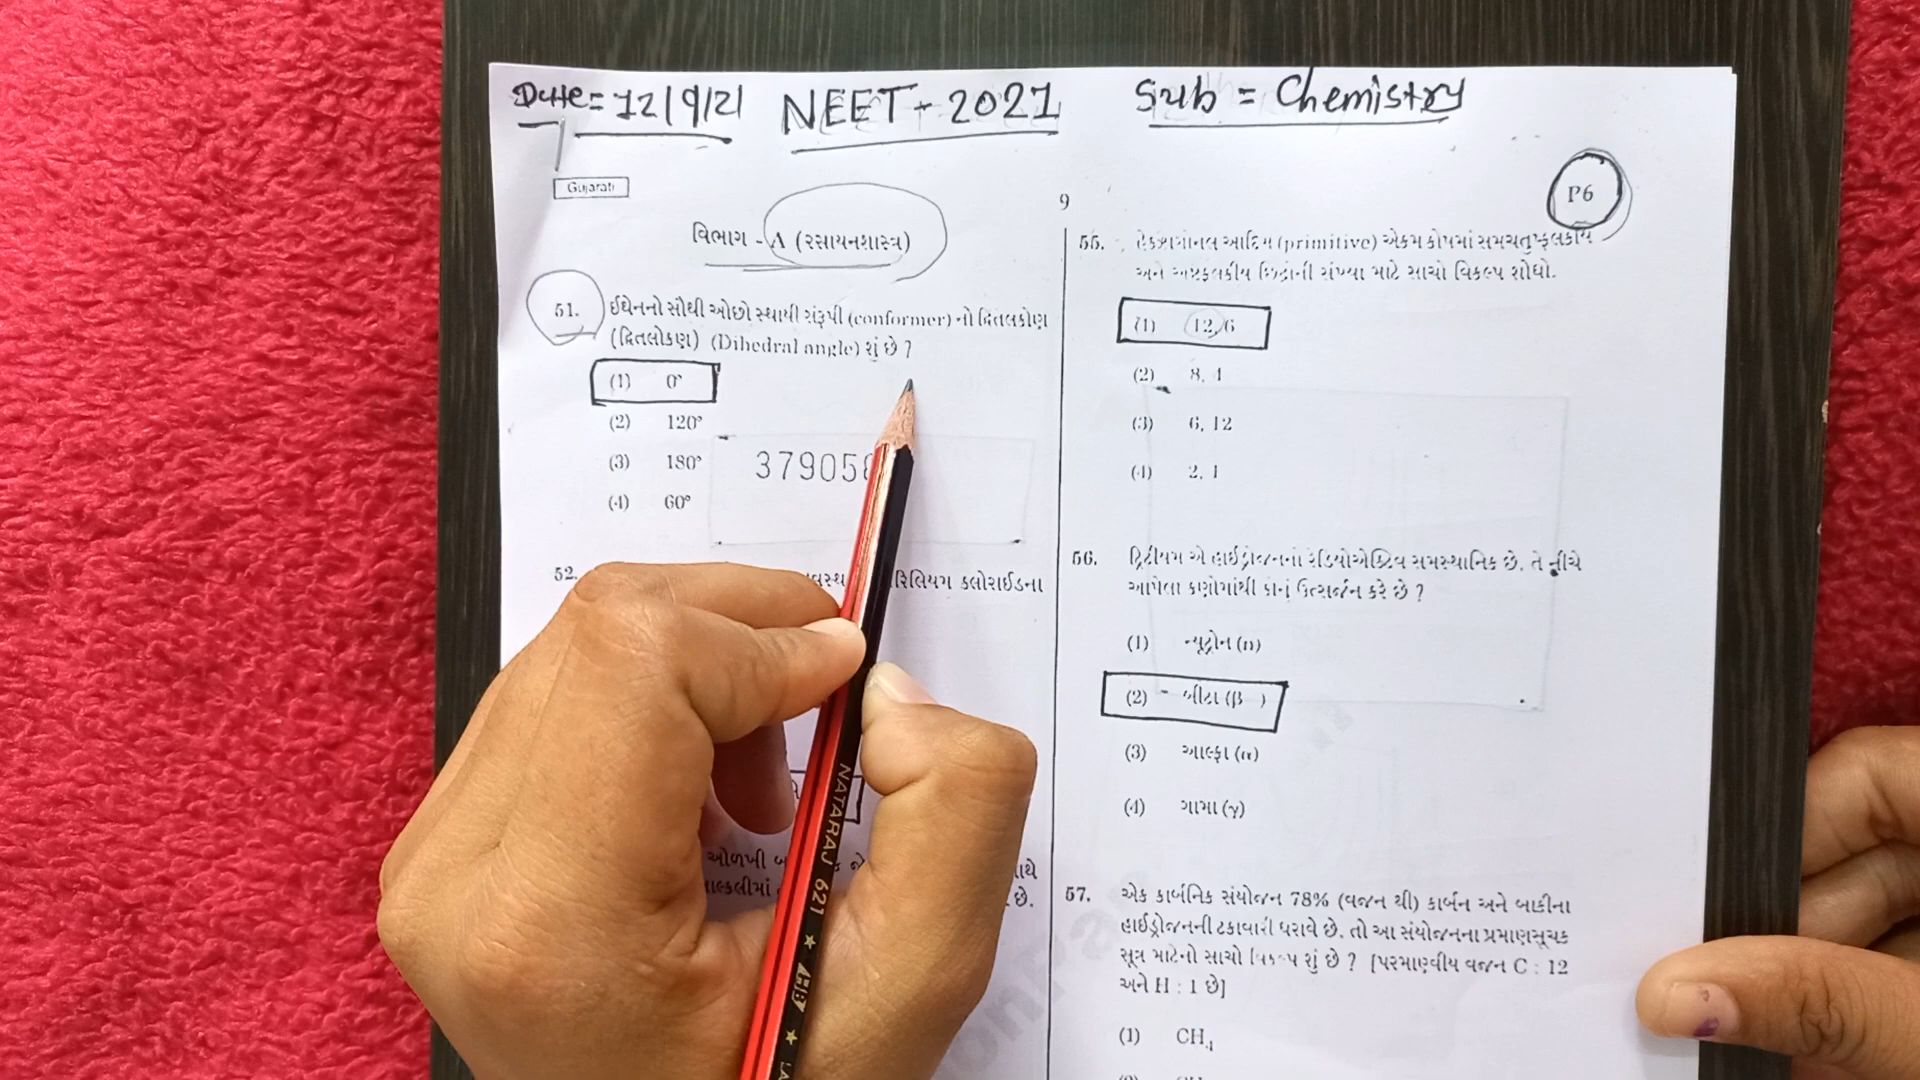 Date = 12/9/21 NEET - 2021 Sub = Chemistry
Gujarati
9
P6
વિભાગ - A (રસાયનશાસ્ત્ર)
51. ઈથેનનો સૌથી ઓછો સ્થાયી સંરૂપી (conformer) નો દ્વિતલકોણ
(દ્વિતલોકણ) (Dihedral angle) શું છે ?
(1) 0°
(2) 120°
(3) 180°
(4) 60°
379058
52.
રિલિયમ ક્લોરાઈડના
ઓળખી
છે.
55. હેક્ઝાગોનલ આદિમ (primitive) એકમ કોષમાં સમચતુષ્ફલકીય
અને અષ્ટફલકીય છિદ્રોની સંખ્યા માટે સાચો વિકલ્પ શોધો.
(1) 12, 6
(2) 8, 4
(3) 6, 12
(4) 2, 1
56. ટ્રિટીયમ એ હાઈડ્રોજનનો રેડિયોએક્ટિવ સમસ્થાનિક છે. તે નીચે
આપેલા કણોમાંથી કોનું ઉત્સર્જન કરે છે ?
(1) ન્યૂટ્રોન (n)
(2) બીટા (β⁻)
(3) આલ્ફા (α)
(4) ગામા (γ)
57. એક કાર્બનિક સંયોજન 78% (વજન થી) કાર્બન અને બાકીના
હાઈડ્રોજનની ટકાવારી ધરાવે છે. તો આ સંયોજનના પ્રમાણસૂચક
સૂત્ર માટેનો સાચો વિકલ્પ શું છે ? [પરમાણ્વીય વજન C : 12
અને H : 1 છે]
(1) CH₄
NATARAJ 621 ★ HB ★